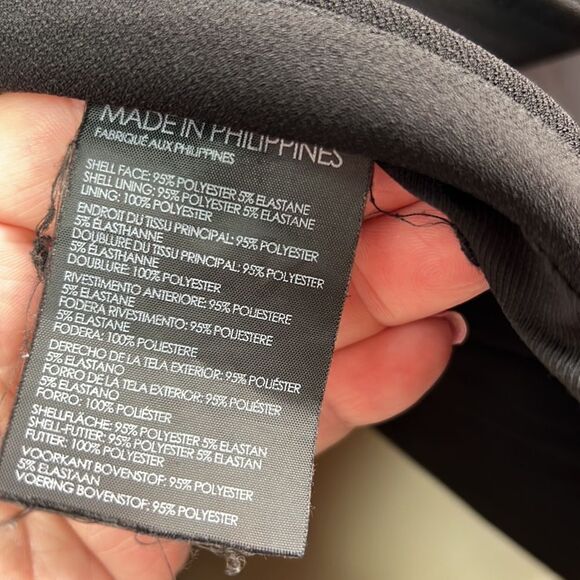 MADE IN PHILIPPINES
FABRIQUÉ AUX PHILIPPINES
SHELL FACE: 95% POLYESTER 5% ELASTANE
SHELL LINING: 95% POLYESTER 5% ELASTANE
LINING: 100% POLYESTER
ENDROIT DU TISSU PRINCIPAL: 95% POLYESTER
5% ÉLASTHANNE
DOUBLURE DU TISSU PRINCIPAL: 95% POLYESTER
5% ÉLASTHANNE
DOUBLURE: 100% POLYESTER
RIVESTIMENTO ANTERIORE: 95% POLIESTERE
5% ELASTANE
FODERA RIVESTIMENTO: 95% POLIESTERE
5% ELASTANE
FODERA: 100% POLIESTERE
DERECHO DE LA TELA EXTERIOR: 95% POLIÉSTER
5% ELASTANO
FORRO DE LA TELA EXTERIOR: 95% POLIÉSTER
5% ELASTANO
FORRO: 100% POLIÉSTER
SHELLFLÄCHE: 95% POLYESTER 5% ELASTAN
SHELL-FUTTER: 95% POLYESTER 5% ELASTAN
FUTTER: 100% POLYESTER
VOORKANT BOVENSTOF: 95% POLYESTER
5% ELASTAAN
VOERING BOVENSTOF: 95% POLYESTER